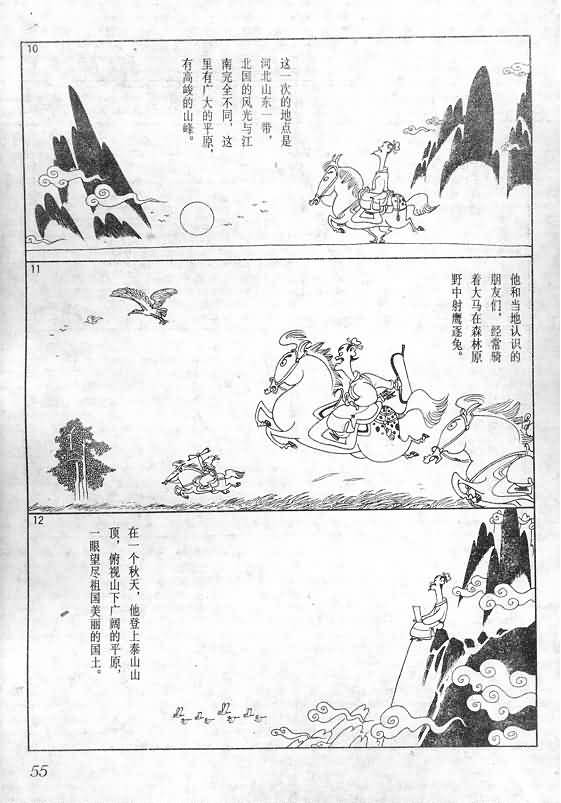 10
这一次的地点是
河北山东一带，
北国的风光与江
南完全不同，这
里有广大的平原，
有高峻的山峰。
11
他和当地认识的
朋友们，经常骑
着大马在森林原
野中射鹰逐兔。
12
在一个秋天，他登上泰山山
顶，俯视山下广阔的平原，
一眼望尽祖国美丽的国土。
55